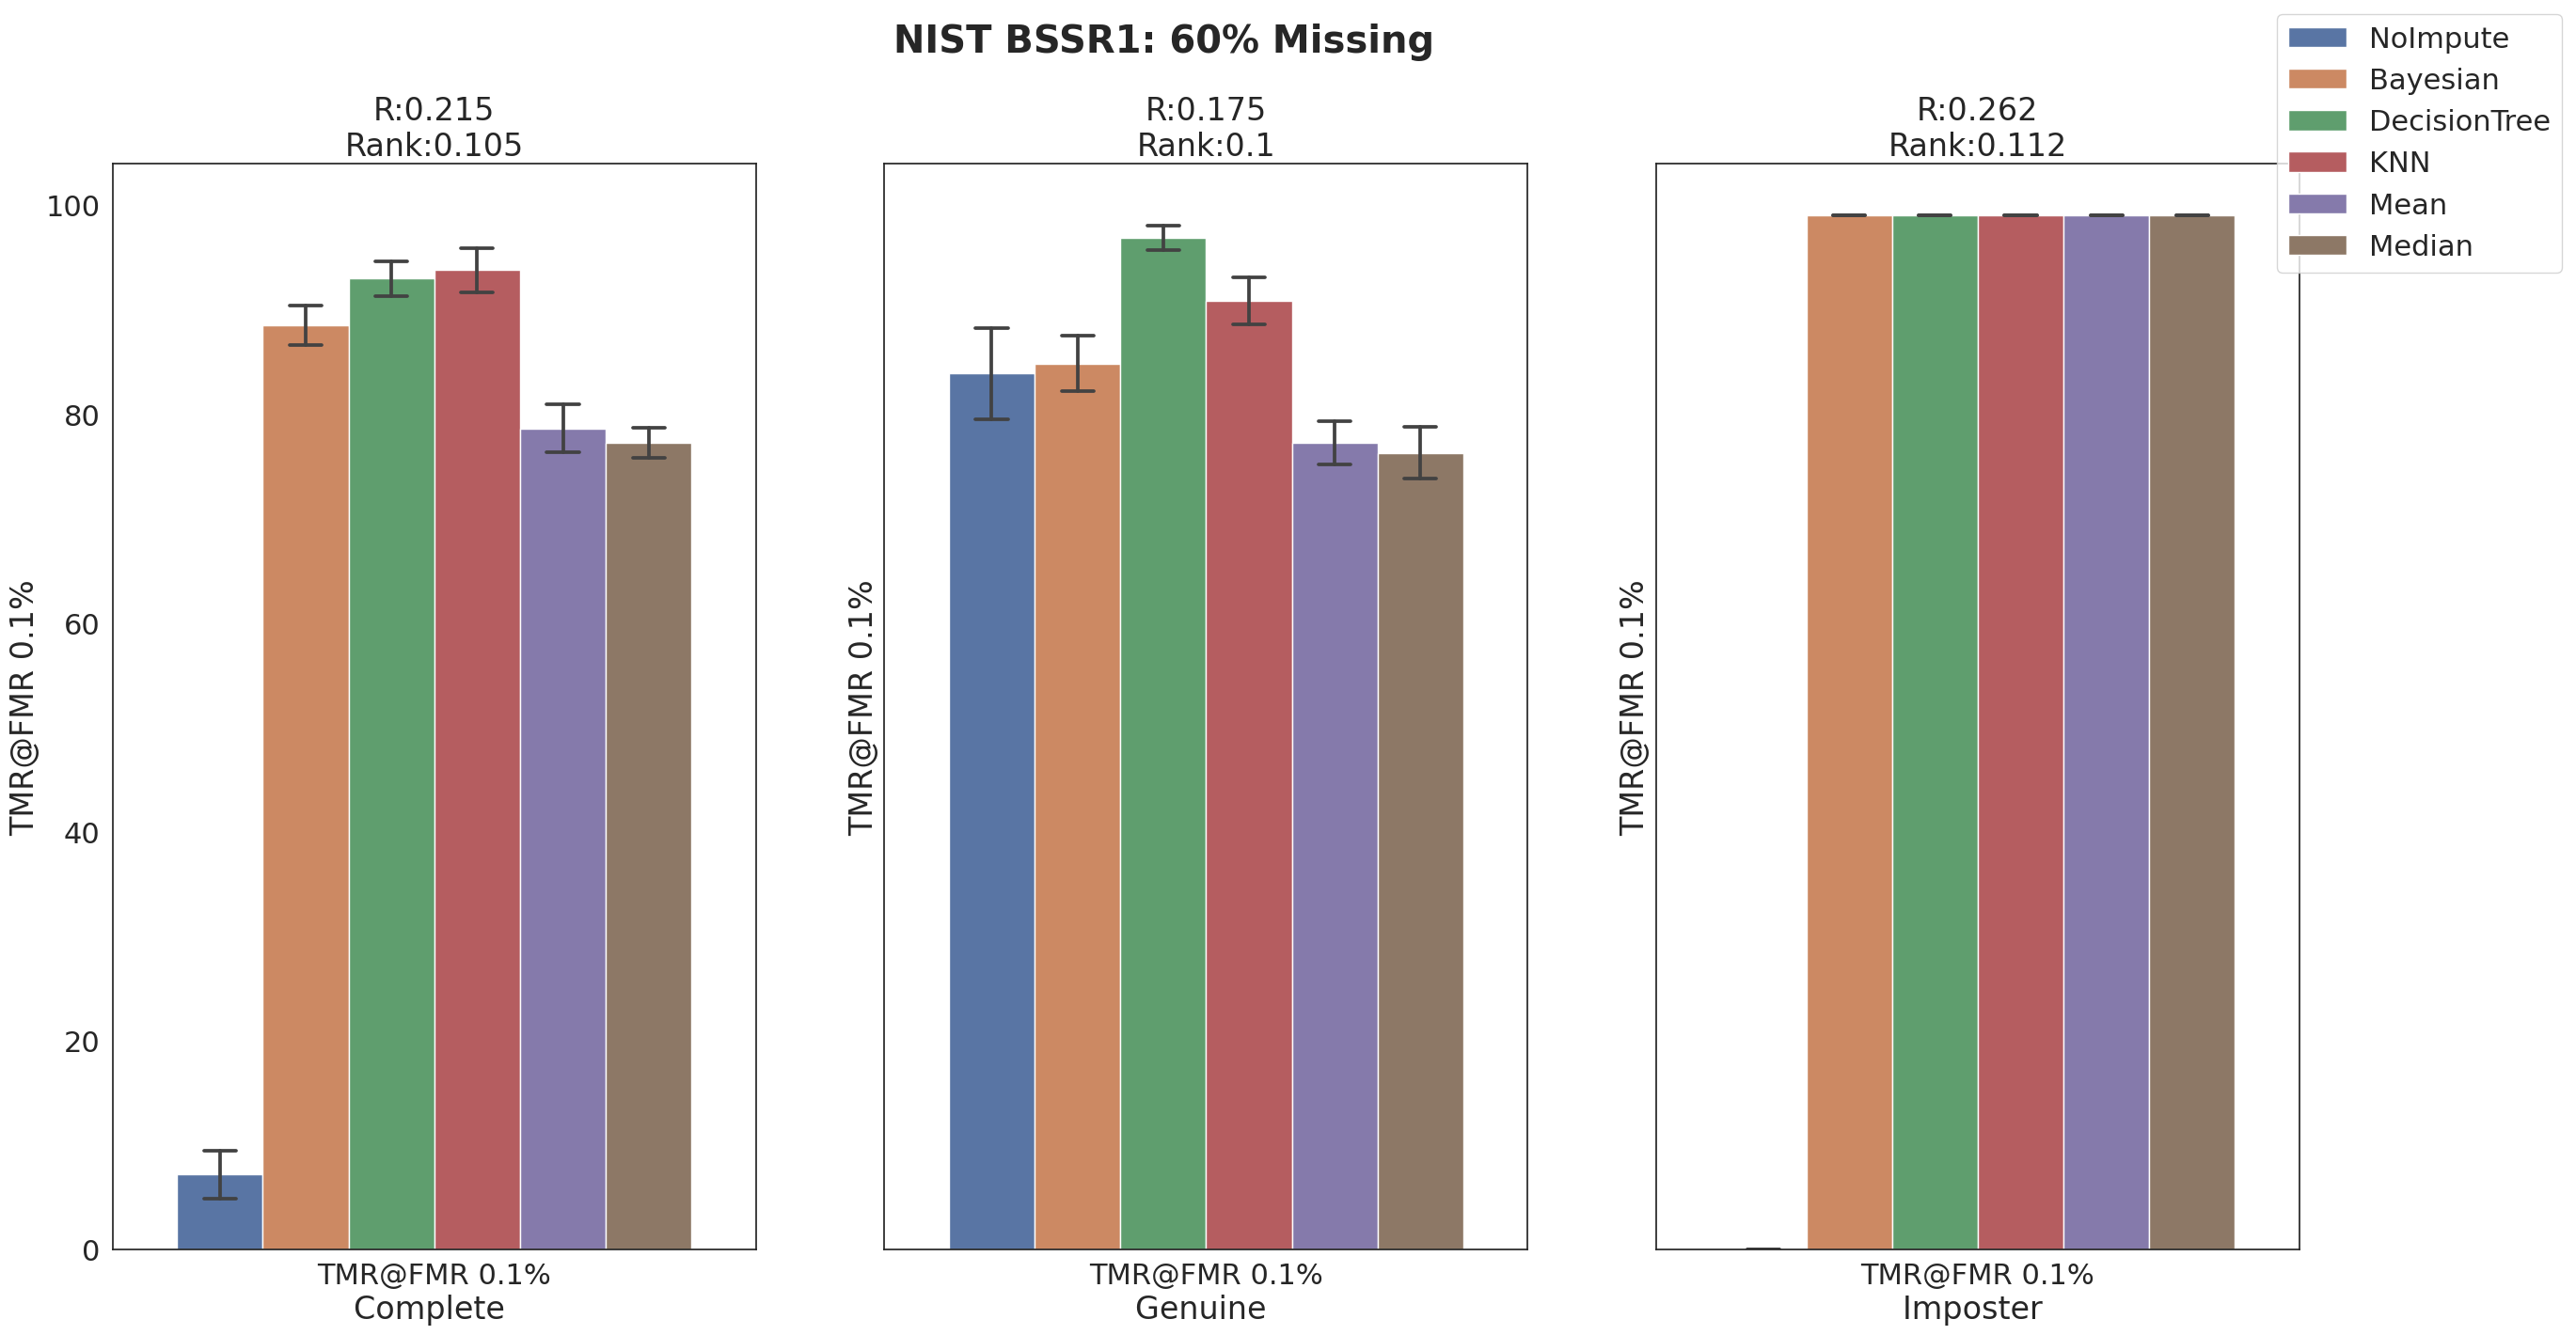 NIST BSSR1: 60% Missing
NoImpute
Bayesian
DecisionTree
KNN
Mean
Median
R:0.215
Rank:0.105
R:0.175
Rank:0.1
R:0.262
Rank:0.112
TMR@FMR 0.1%
100
80
60
40
20
0
TMR@FMR 0.1%
Complete
TMR@FMR 0.1%
TMR@FMR 0.1%
Genuine
TMR@FMR 0.1%
TMR@FMR 0.1%
Imposter